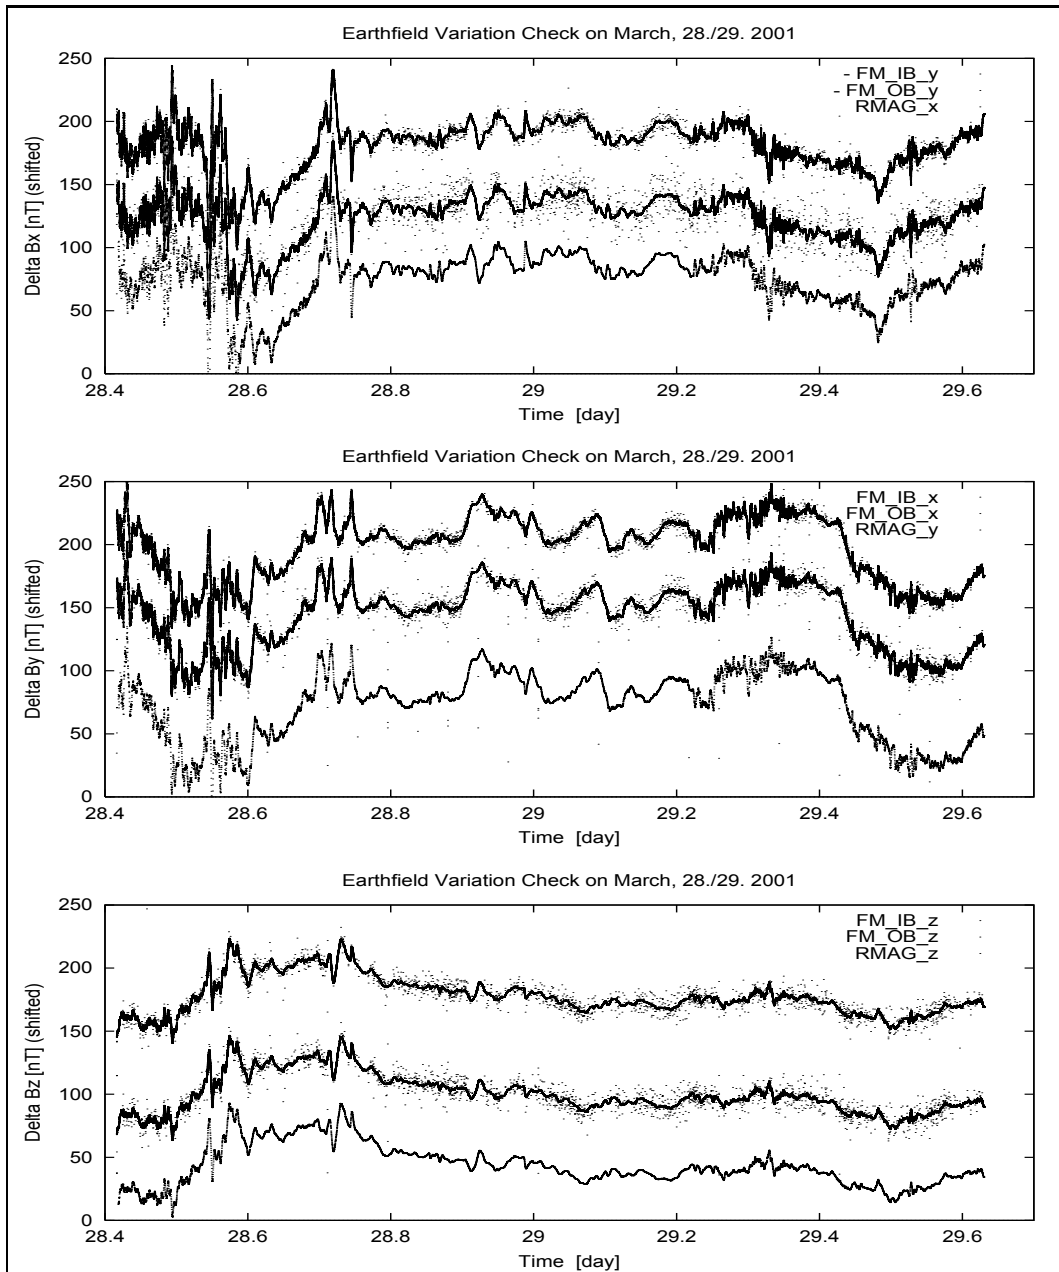 Earthfield Variation Check on March, 28./29. 2001
Delta Bx [nT] (shifted)
250
200
150
100
50
0
- FM_IB_y
- FM_OB_y
RMAG_x
28.4 28.6 28.8 29 29.2 29.4 29.6
Time [day]
Earthfield Variation Check on March, 28./29. 2001
Delta By [nT] (shifted)
250
200
150
100
50
0
FM_IB_x
FM_OB_x
RMAG_y
28.4 28.6 28.8 29 29.2 29.4 29.6
Time [day]
Earthfield Variation Check on March, 28./29. 2001
Delta Bz [nT] (shifted)
250
200
150
100
50
0
FM_IB_z
FM_OB_z
RMAG_z
28.4 28.6 28.8 29 29.2 29.4 29.6
Time [day]